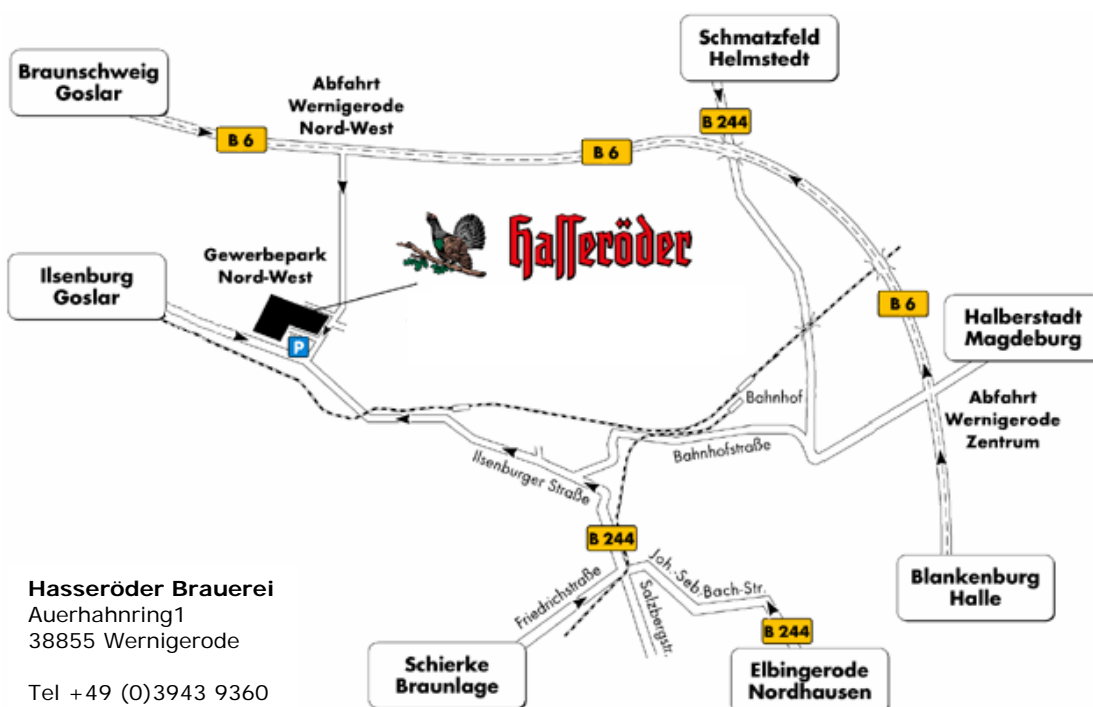 Braunschweig
Goslar
Schmatzfeld
Helmstedt
Abfahrt
Wernigerode
Nord-West
B 6
B 6
B 244
Hasseröder
Gewerbepark
Nord-West
Ilsenburg
Goslar
P
B 6
Halberstadt
Magdeburg
Bahnhof
Abfahrt
Wernigerode
Zentrum
Bahnhofstraße
Ilsenburger Straße
B 244
Joh.-Seb.Bach-Str.
Friedrichstraße
Salzbergstr.
Blankenburg
Halle
B 244
Schierke
Braunlage
Elbingerode
Nordhausen
Hasseröder Brauerei
Auerhahnring1
38855 Wernigerode
Tel +49 (0)3943 9360